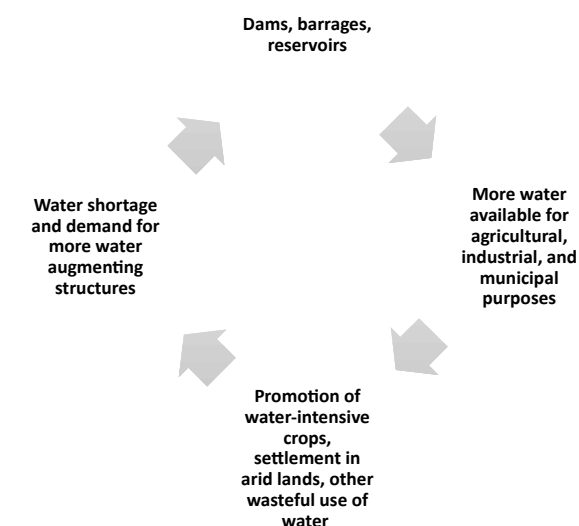 Dams, barrages,
reservoirs
More water
available for
agricultural,
industrial, and
municipal
purposes
Promotion of
water-intensive
crops,
settlement in
arid lands, other
wasteful use of
water
Water shortage
and demand for
more water
augmenting
structures